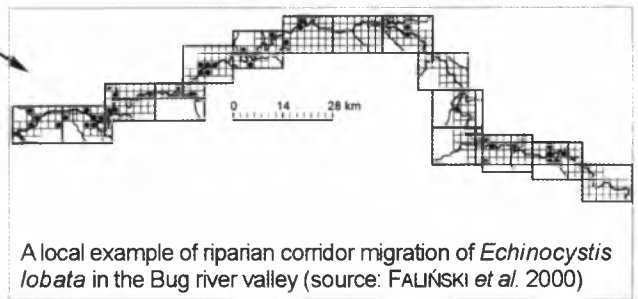 0 14 28 km
A local example of riparian corridor migration of Echinocystis
lobata in the Bug river valley (source: FALIŃSKI et al. 2000)